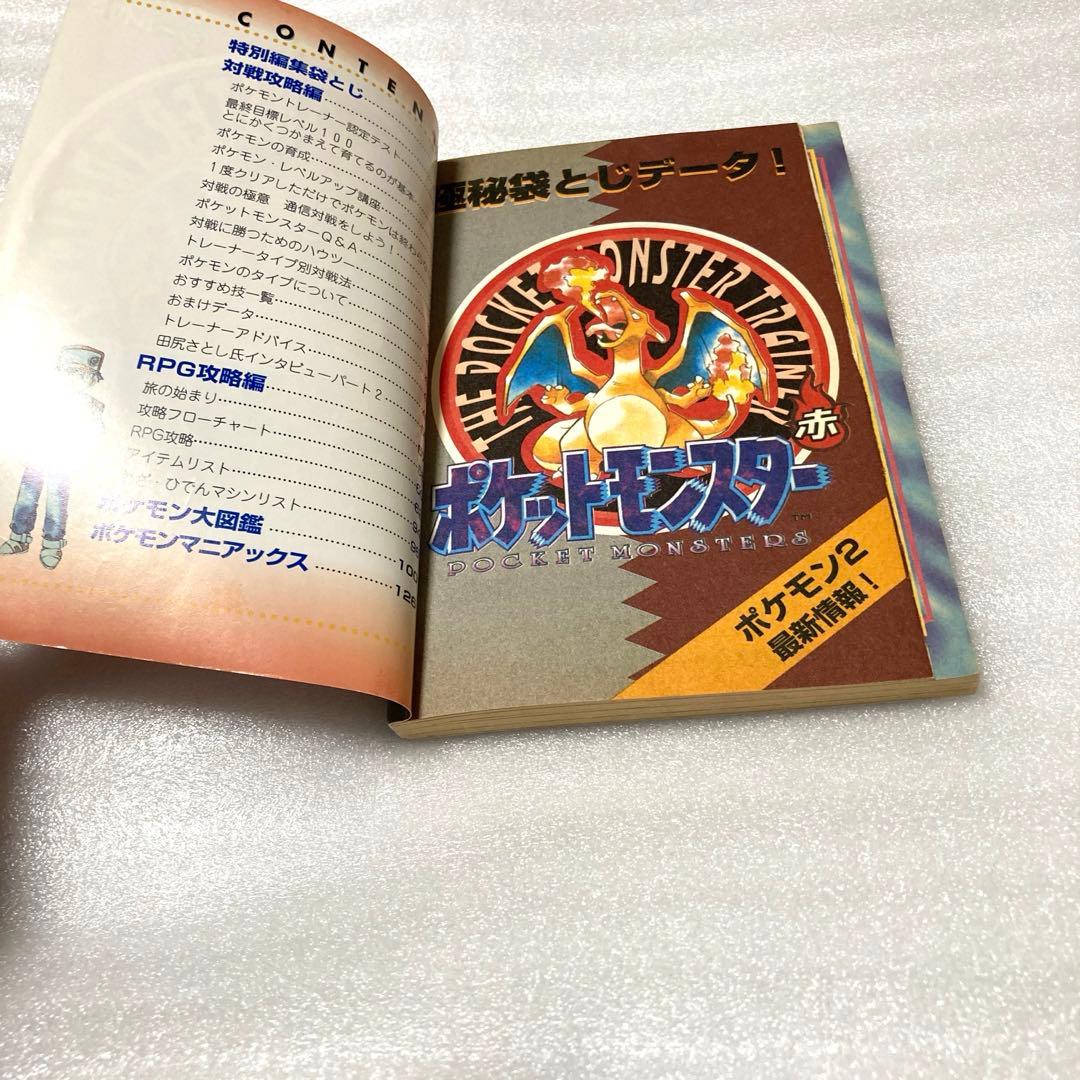 CONTEN
特別編集袋とじ
対戦攻略編
ポケモントレーナー認定テスト
最終目標レベル100
とにかくつかまえて育てるのが基本
ポケモンの育成
ポケモン・レベルアップ講座
1度クリアしただけでポケモンは終わ
対戦の極意 通信対戦をしよう!
ポケットモンスターQ&A
対戦に勝つためのハウツー
トレーナータイプ別対戦法
ポケモンのタイプについて
おすすめ技一覧
おまけデータ
トレーナーアドバイス
田尻さとし氏インタビューパート2
RPG攻略編
旅の始まり
攻略フローチャート
RPG攻略
アイテムリスト
・ひでんマシンリスト
ポケモン大図鑑
ポケモンマニアックス
100
126
極秘袋とじデータ!
THE POCKET MONSTER TRAINER
赤
ポケットモンスター
™
POCKET MONSTERS
ポケモン2
最新情報!